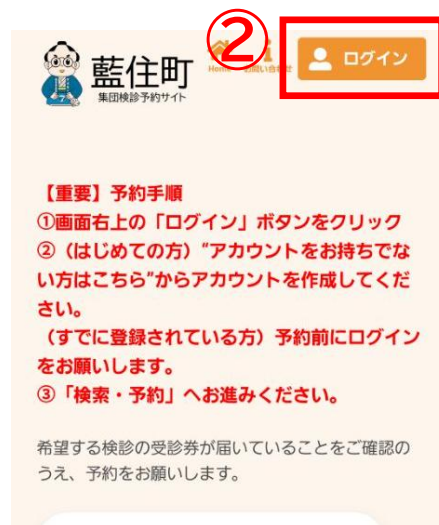 ②
藍住町
集団検診予約サイト
Home
ログイン
【重要】予約手順
①画面右上の「ログイン」ボタンをクリック
②（はじめての方）“アカウントをお持ちでな
い方はこちら”からアカウントを作成してくだ
さい。
（すでに登録されている方）予約前にログイン
をお願いします。
③「検索・予約」へお進みください。
希望する検診の受診券が届いていることをご確認の
うえ、予約をお願いします。